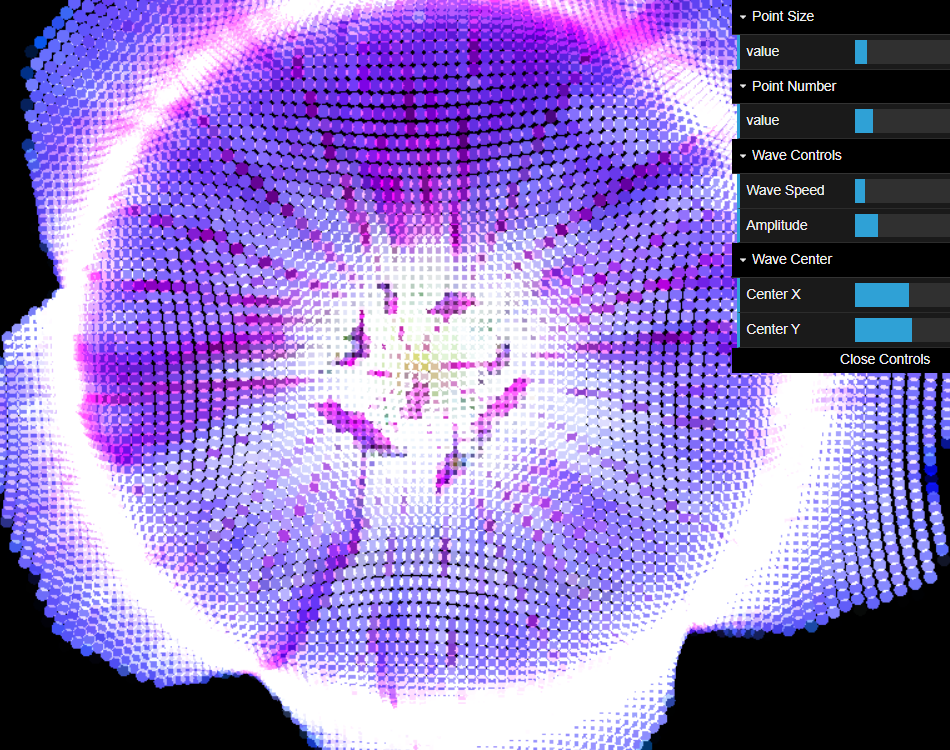 Point Size
value
Point Number
value
Wave Controls
Wave Speed
Amplitude
Wave Center
Center X
Center Y
Close Controls